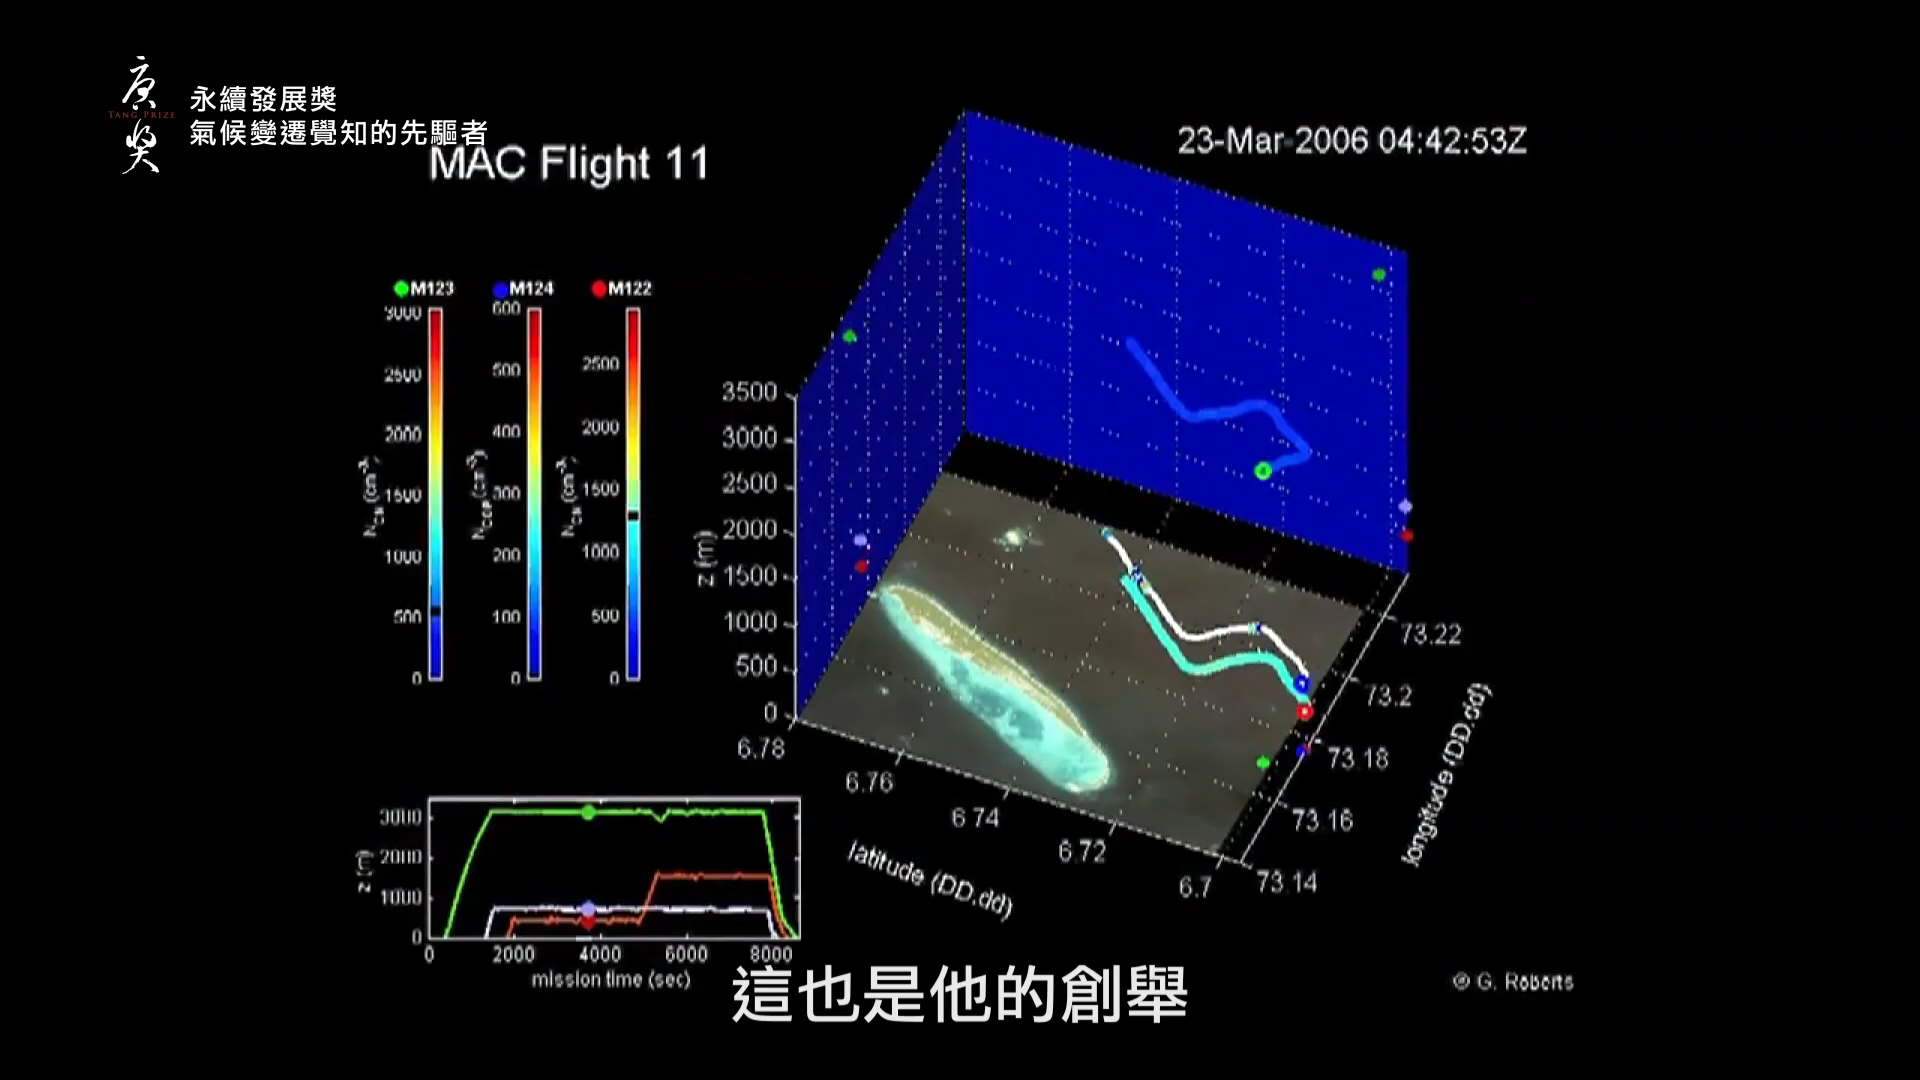 唐獎
TANG PRIZE
永續發展獎
氣候變遷覺知的先驅者
MAC Flight 11
23-Mar-2006 04:42:53Z
M123
M124
M122
3000
2500
2000
1500
1000
500
0
600
500
400
300
200
100
0
2500
2000
1500
1000
500
0
3500
3000
2500
2000
1500
1000
500
0
z (m)
6.78
6.76
6.74
6.72
6.7
latitude (DD.dd)
73.22
73.2
73.18
73.16
73.14
longitude (DD.dd)
3000
2000
1000
0
z (m)
0
2000
4000
6000
8000
mission time (sec)
© G. Roberts
這也是他的創舉